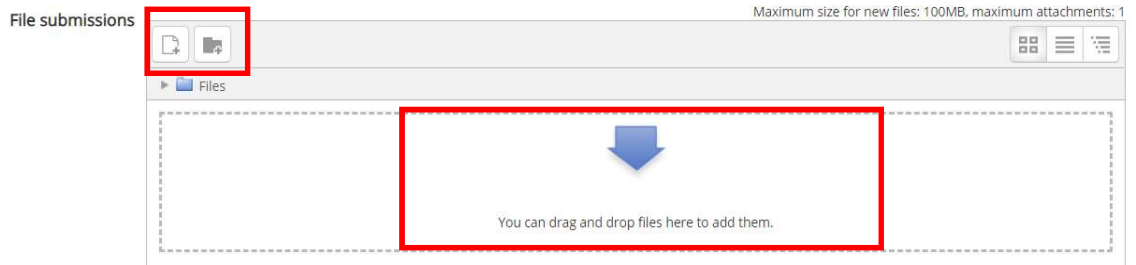 Maximum size for new files: 100MB, maximum attachments: 1
File submissions
Files
You can drag and drop files here to add them.